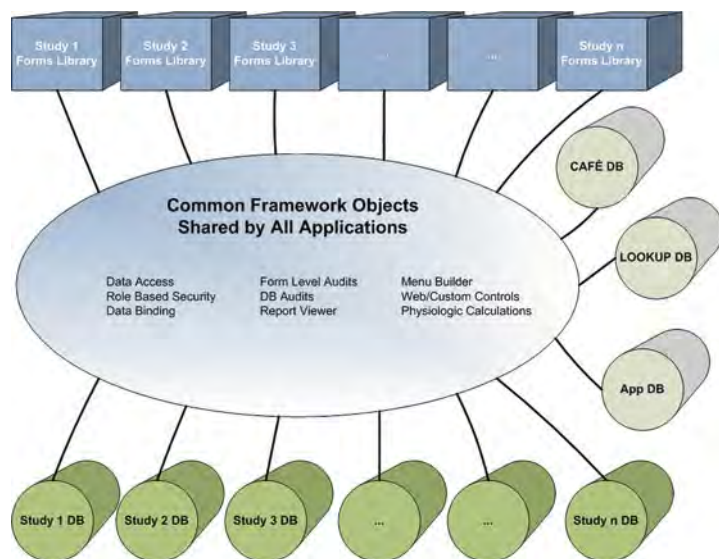 Study 1
Forms Library
Study 2
Forms Library
Study 3
Forms Library
...
...
Study n
Forms Library
CAFÉ DB
Common Framework Objects
Shared by All Applications
LOOKUP DB
Data Access
Role Based Security
Data Binding
Form Level Audits
DB Audits
Report Viewer
Menu Builder
Web/Custom Controls
Physiologic Calculations
App DB
Study 1 DB
Study 2 DB
Study 3 DB
...
...
Study n DB